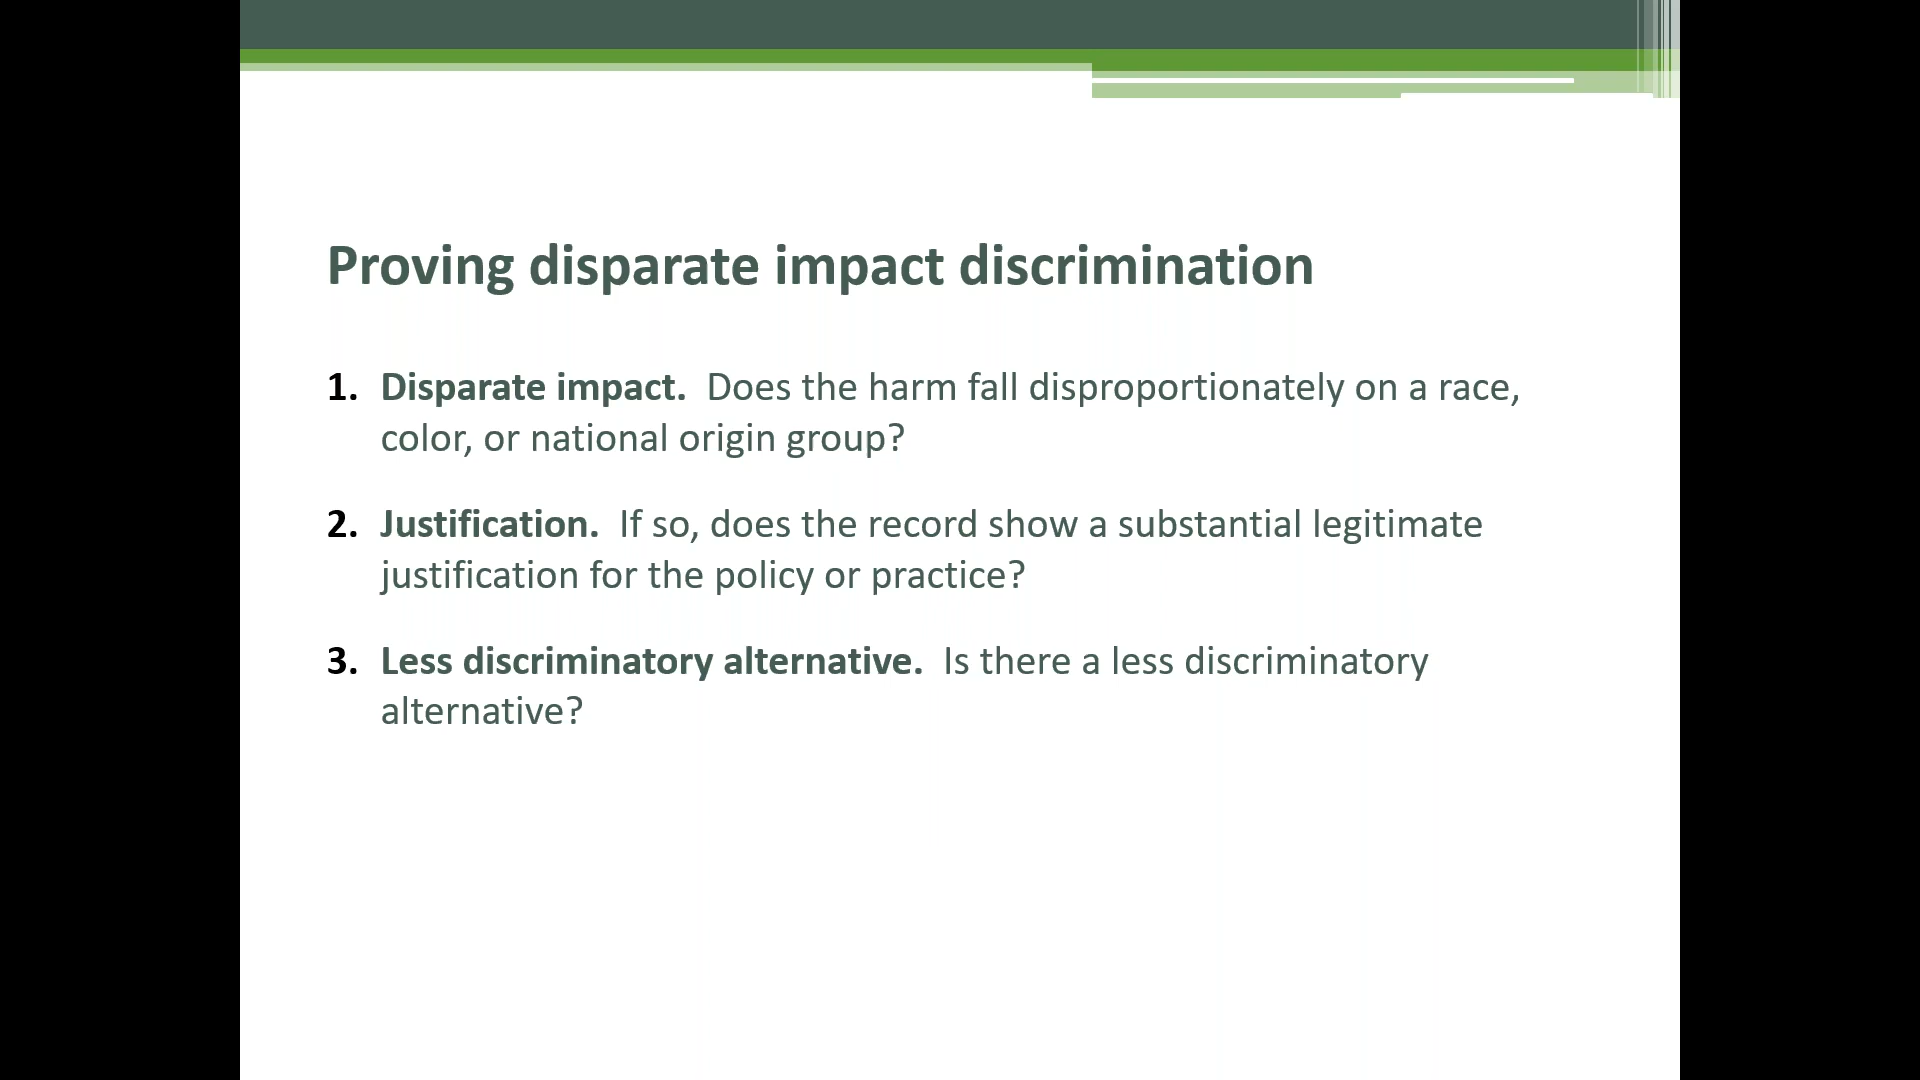 Proving disparate impact discrimination
1. Disparate impact. Does the harm fall disproportionately on a race,
color, or national origin group?
2. Justification. If so, does the record show a substantial legitimate
justification for the policy or practice?
3. Less discriminatory alternative. Is there a less discriminatory
alternative?